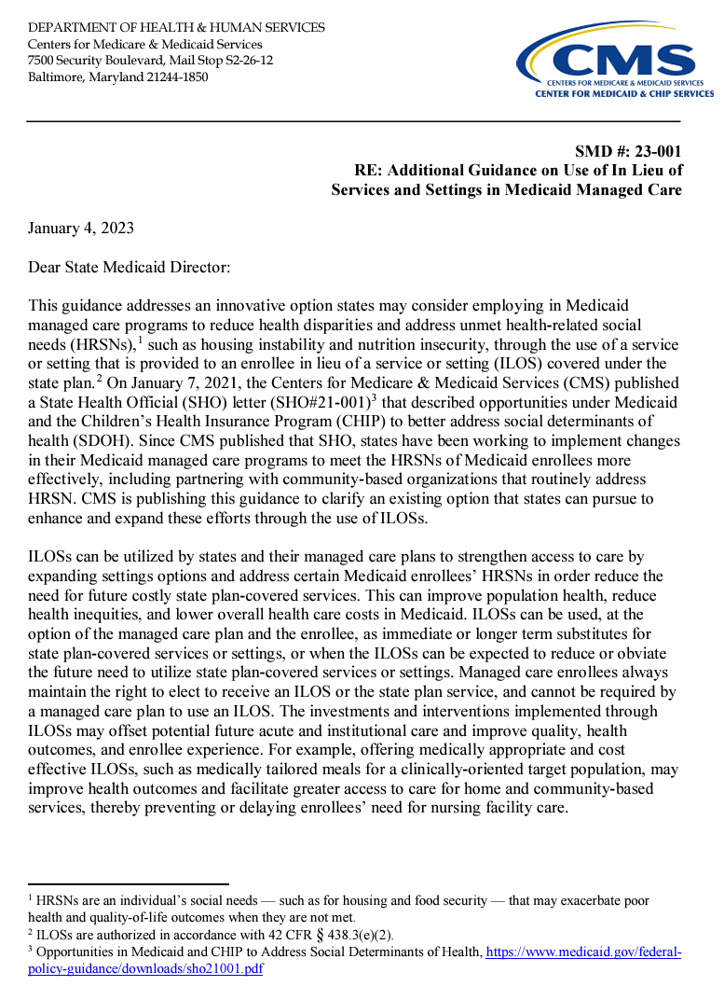 DEPARTMENT OF HEALTH & HUMAN SERVICES
Centers for Medicare & Medicaid Services
7500 Security Boulevard, Mail Stop S2-26-12
Baltimore, Maryland 21244-1850
CMS
CENTERS FOR MEDICARE & MEDICAID SERVICES
CENTER FOR MEDICAID & CHIP SERVICES
SMD #: 23-001
RE: Additional Guidance on Use of In Lieu of
Services and Settings in Medicaid Managed Care
January 4, 2023
Dear State Medicaid Director:
This guidance addresses an innovative option states may consider employing in Medicaid
managed care programs to reduce health disparities and address unmet health-related social
needs (HRSNs),1 such as housing instability and nutrition insecurity, through the use of a service
or setting that is provided to an enrollee in lieu of a service or setting (ILOS) covered under the
state plan.2 On January 7, 2021, the Centers for Medicare & Medicaid Services (CMS) published
a State Health Official (SHO) letter (SHO#21-001)3 that described opportunities under Medicaid
and the Children's Health Insurance Program (CHIP) to better address social determinants of
health (SDOH). Since CMS published that SHO, states have been working to implement changes
in their Medicaid managed care programs to meet the HRSNs of Medicaid enrollees more
effectively, including partnering with community-based organizations that routinely address
HRSN. CMS is publishing this guidance to clarify an existing option that states can pursue to
enhance and expand these efforts through the use of ILOSs.
ILOSs can be utilized by states and their managed care plans to strengthen access to care by
expanding settings options and address certain Medicaid enrollees' HRSNs in order reduce the
need for future costly state plan-covered services. This can improve population health, reduce
health inequities, and lower overall health care costs in Medicaid. ILOSs can be used, at the
option of the managed care plan and the enrollee, as immediate or longer term substitutes for
state plan-covered services or settings, or when the ILOSs can be expected to reduce or obviate
the future need to utilize state plan-covered services or settings. Managed care enrollees always
maintain the right to elect to receive an ILOS or the state plan service, and cannot be required by
a managed care plan to use an ILOS. The investments and interventions implemented through
ILOSs may offset potential future acute and institutional care and improve quality, health
outcomes, and enrollee experience. For example, offering medically appropriate and cost
effective ILOSs, such as medically tailored meals for a clinically-oriented target population, may
improve health outcomes and facilitate greater access to care for home and community-based
services, thereby preventing or delaying enrollees' need for nursing facility care.
1 HRSNs are an individual's social needs — such as for housing and food security — that may exacerbate poor
health and quality-of-life outcomes when they are not met.
2 ILOSs are authorized in accordance with 42 CFR § 438.3(e)(2).
3 Opportunities in Medicaid and CHIP to Address Social Determinants of Health, https://www.medicaid.gov/federal-
policy-guidance/downloads/sho21001.pdf